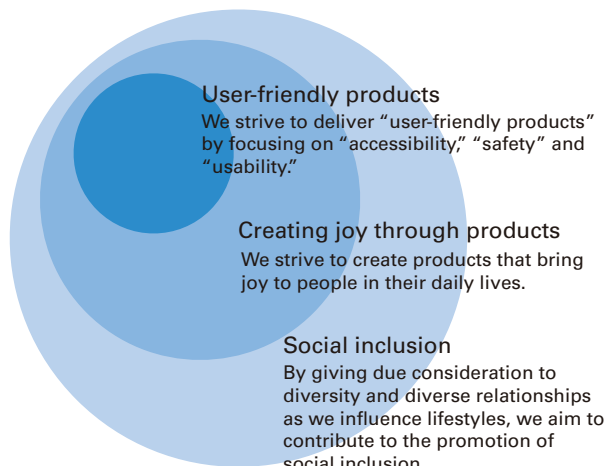 User-friendly products
We strive to deliver “user-friendly products”
by focusing on “accessibility,” “safety” and
“usability.”
Creating joy through products
We strive to create products that bring
joy to people in their daily lives.
Social inclusion
By giving due consideration to
diversity and diverse relationships
as we influence lifestyles, we aim to
contribute to the promotion of
social inclusion